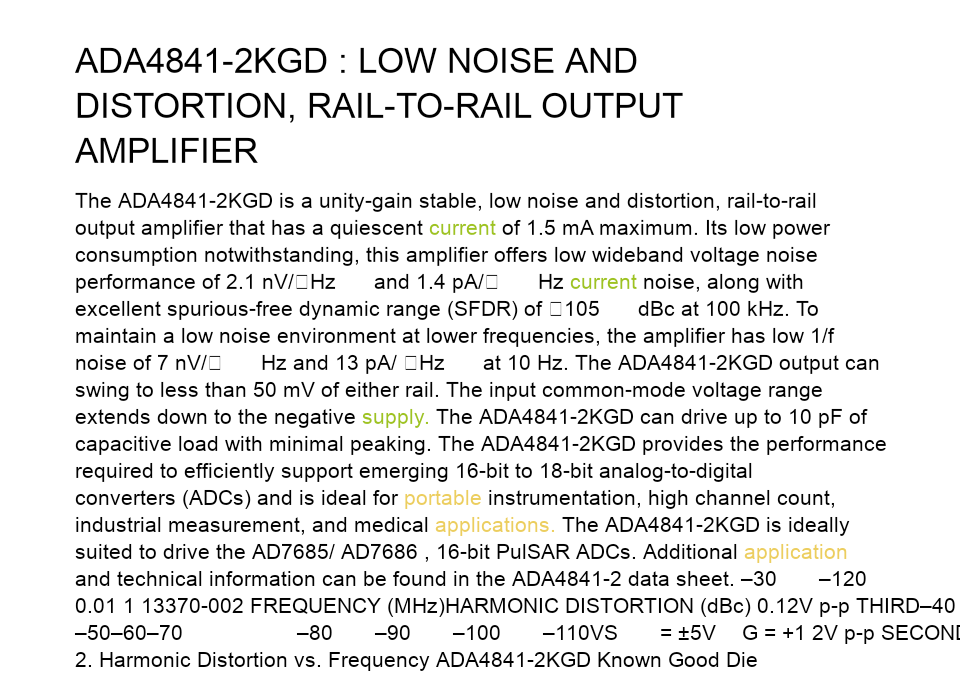 ADA4841-2KGD : LOW NOISE AND
DISTORTION, RAIL-TO-RAIL OUTPUT
AMPLIFIER
The ADA4841-2KGD is a unity-gain stable, low noise and distortion, rail-to-rail
output amplifier that has a quiescent current of 1.5 mA maximum. Its low power
consumption notwithstanding, this amplifier offers low wideband voltage noise
performance of 2.1 nV/□Hz and 1.4 pA/□ Hz current noise, along with
excellent spurious-free dynamic range (SFDR) of □105 dBc at 100 kHz. To
maintain a low noise environment at lower frequencies, the amplifier has low 1/f
noise of 7 nV/□ Hz and 13 pA/ □Hz at 10 Hz. The ADA4841-2KGD output can
swing to less than 50 mV of either rail. The input common-mode voltage range
extends down to the negative supply. The ADA4841-2KGD can drive up to 10 pF of
capacitive load with minimal peaking. The ADA4841-2KGD provides the performance
required to efficiently support emerging 16-bit to 18-bit analog-to-digital
converters (ADCs) and is ideal for portable instrumentation, high channel count,
industrial measurement, and medical applications. The ADA4841-2KGD is ideally
suited to drive the AD7685/ AD7686 , 16-bit PulSAR ADCs. Additional application
and technical information can be found in the ADA4841-2 data sheet. –30 –120
0.01 1 13370-002 FREQUENCY (MHz)HARMONIC DISTORTION (dBc) 0.12V p-p THIRD–40
–50–60–70 –80 –90 –100 –110VS = ±5V G = +1 2V p-p SECOND
2. Harmonic Distortion vs. Frequency ADA4841-2KGD Known Good Die